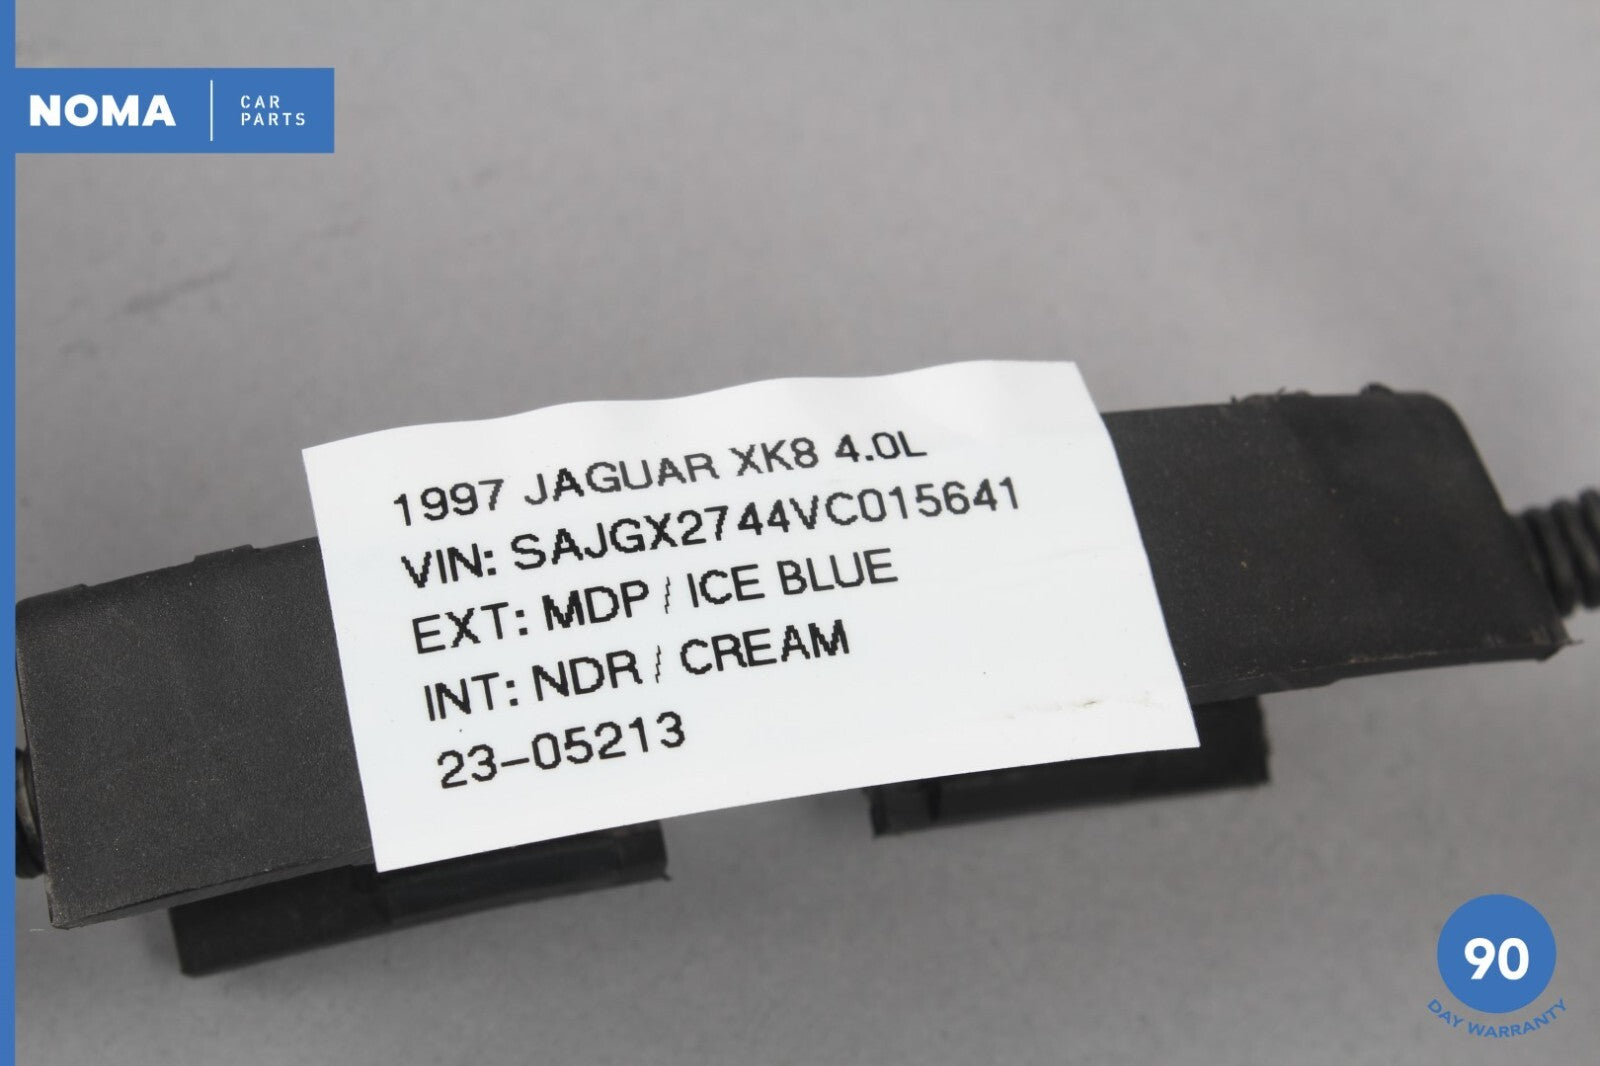 NOMA
CAR
PARTS
1997 JAGUAR XK8 4.0L
VIN: SAJGX2744VC015641
EXT: MDP / ICE BLUE
INT: NDR / CREAM
23-05213
90
DAY WARRANTY